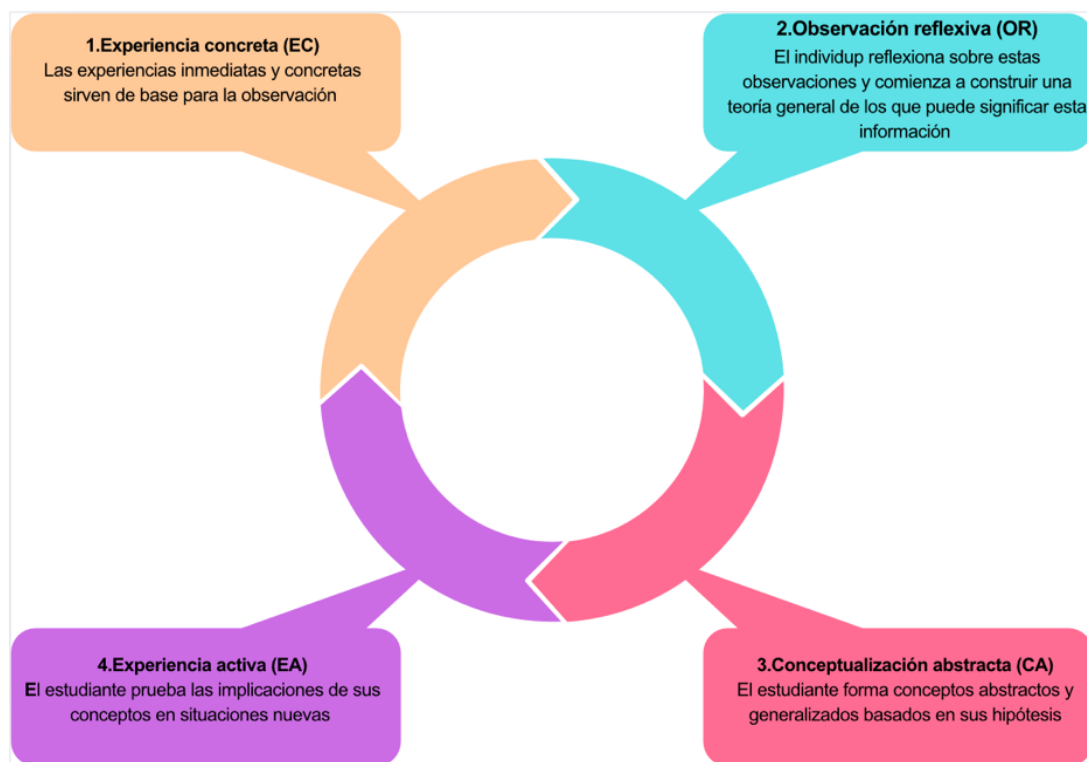 1.Experiencia concreta (EC)
Las experiencias inmediatas y concretas
sirven de base para la observación
2.Observación reflexiva (OR)
El individup reflexiona sobre estas
observaciones y comienza a construir una
teoría general de los que puede significar esta
información
3.Conceptualización abstracta (CA)
El estudiante forma conceptos abstractos y
generalizados basados en sus hipótesis
4.Experiencia activa (EA)
El estudiante prueba las implicaciones de sus
conceptos en situaciones nuevas